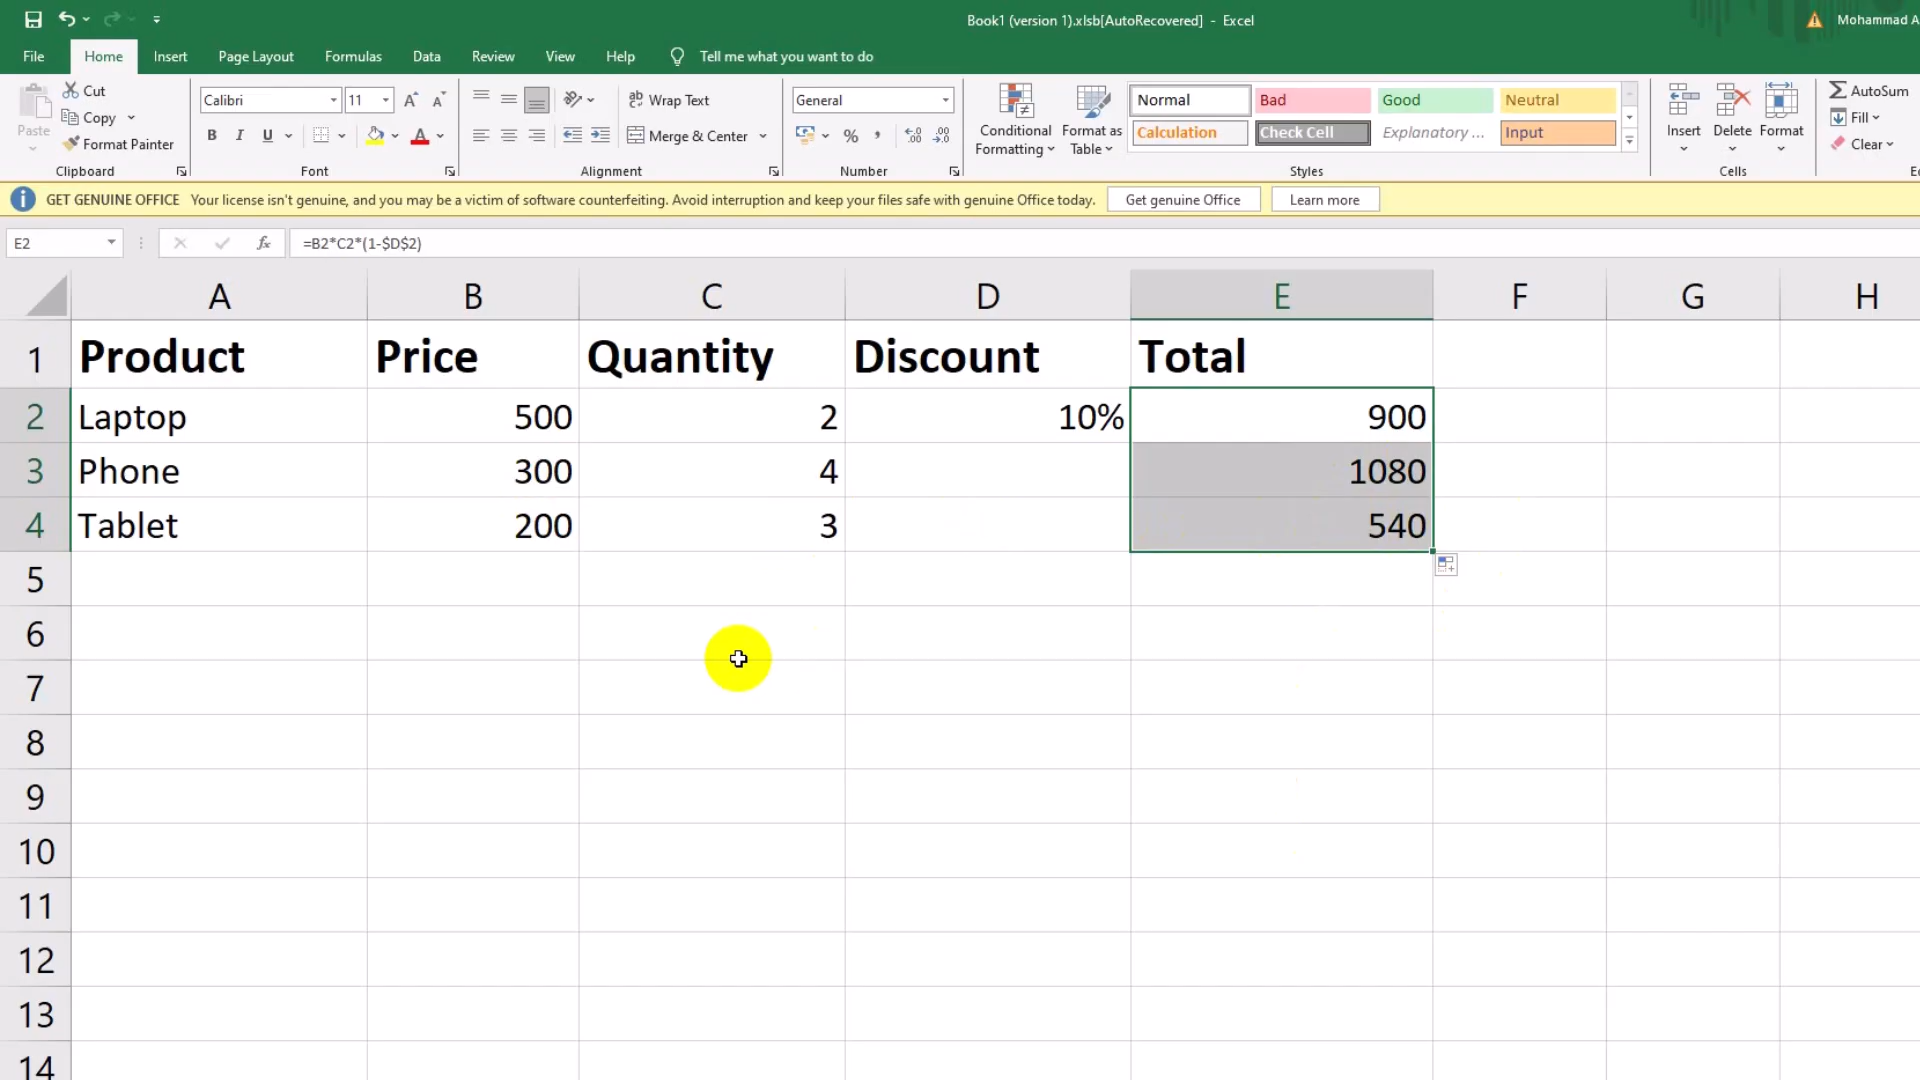 Book1 (version 1).xlsb[AutoRecovered] - Excel
Mohammad A
File Home Insert Page Layout Formulas Data Review View Help Tell me what you want to do
Paste
Cut
Copy
Format Painter
Clipboard
Calibri 11
B I U
Font
Wrap Text
Merge & Center
Alignment
General
Number
Conditional Formatting
Format as Table
Normal Bad Good Neutral
Calculation Check Cell Explanatory ... Input
Styles
Insert Delete Format
Cells
AutoSum
Fill
Clear
GET GENUINE OFFICE Your license isn't genuine, and you may be a victim of software counterfeiting. Avoid interruption and keep your files safe with genuine Office today. Get genuine Office Learn more
E2 fx =B2*C2*(1-$D$2)
A B C D E F G H
1 Product Price Quantity Discount Total
2 Laptop 500 2 10% 900
3 Phone 300 4 1080
4 Tablet 200 3 540
5
6
7
8
9
10
11
12
13
14